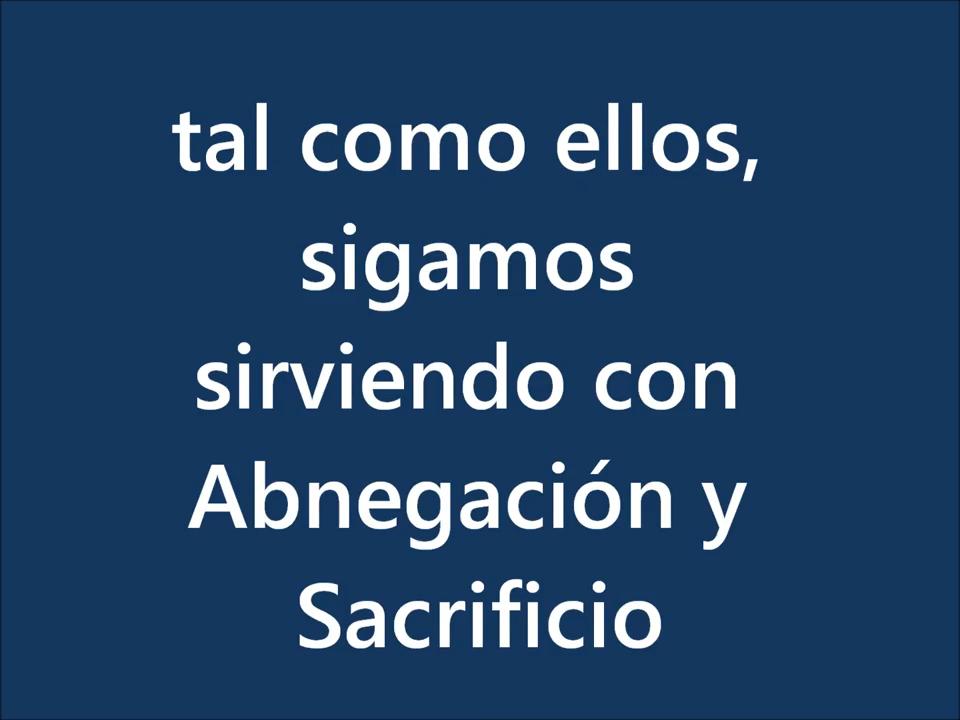 tal como ellos,
sigamos
sirviendo con
Abnegación y
Sacrificio